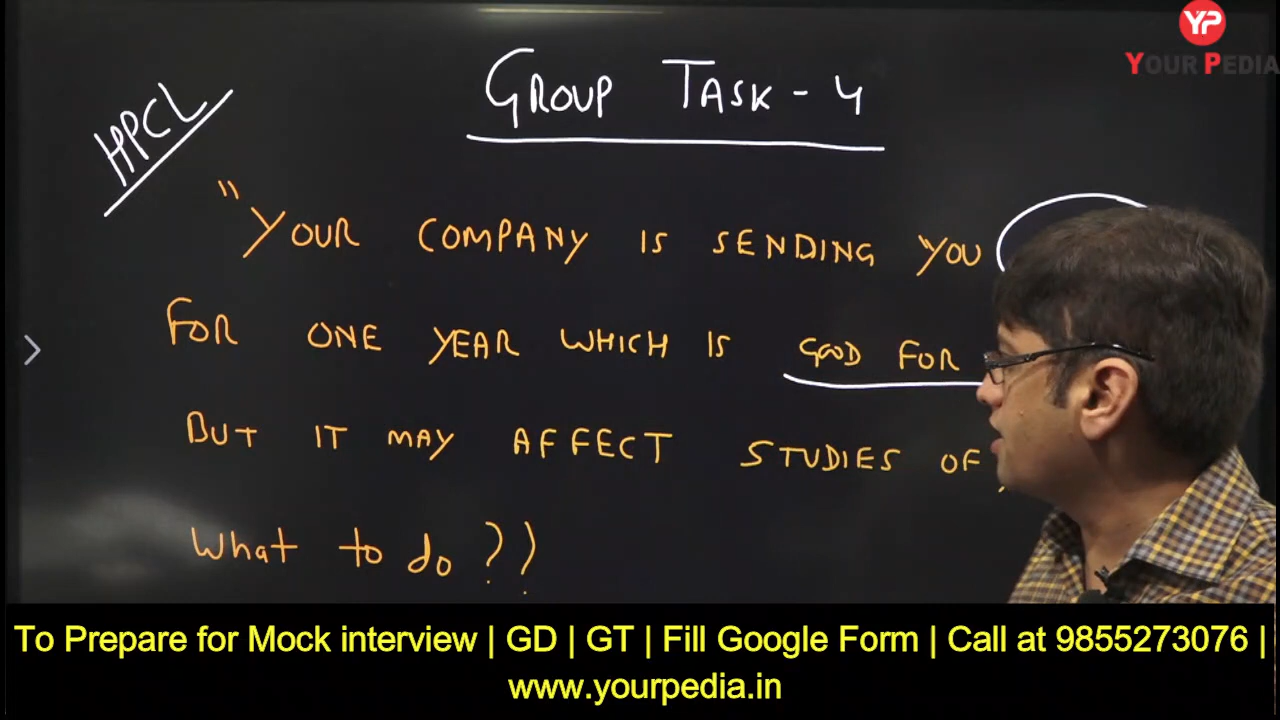 YP
YOUR PEDIA
HPCL
GROUP TASK - 4
"YOUR COMPANY IS SENDING YOU
FOR ONE YEAR WHICH IS GOOD FOR
BUT IT MAY AFFECT STUDIES OF
What to do ??
To Prepare for Mock interview | GD | GT | Fill Google Form | Call at 9855273076 |
www.yourpedia.in